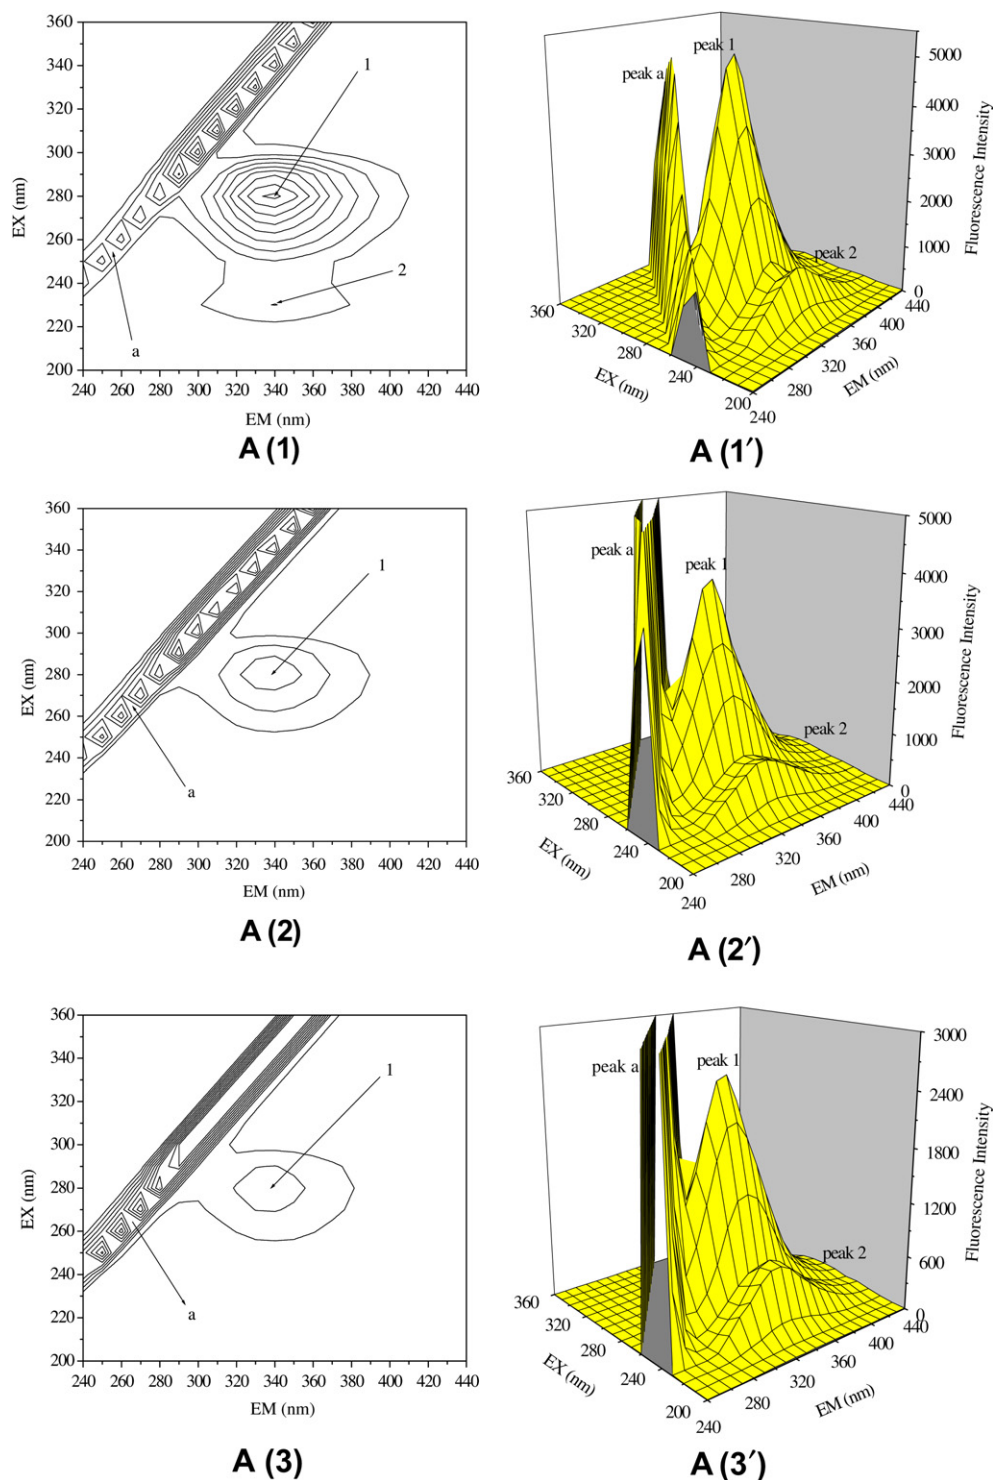 360
340
320
300
280
260
240
220
200
EX (nm)
1
2
a
240 260 280 300 320 340 360 380 400 420 440
EM (nm)
A (1)
peak 1
peak a
peak 2
5000
4000
3000
2000
1000
0
Fluorescence Intensity
360
320
280
240
200
EX (nm)
240
280
320
360
400
440
EM (nm)
A (1′)
360
340
320
300
280
260
240
220
200
EX (nm)
1
a
240 260 280 300 320 340 360 380 400 420 440
EM (nm)
A (2)
peak a
peak 1
peak 2
5000
4000
3000
2000
1000
0
Fluorescence Intensity
360
320
280
240
200
EX (nm)
240
280
320
360
400
440
EM (nm)
A (2′)
360
340
320
300
280
260
240
220
200
EX (nm)
1
a
240 260 280 300 320 340 360 380 400 420 440
EM (nm)
A (3)
peak a
peak 1
peak 2
3000
2400
1800
1200
600
0
Fluorescence Intensity
360
320
280
240
200
EX (nm)
240
280
320
360
400
440
EM (nm)
A (3′)